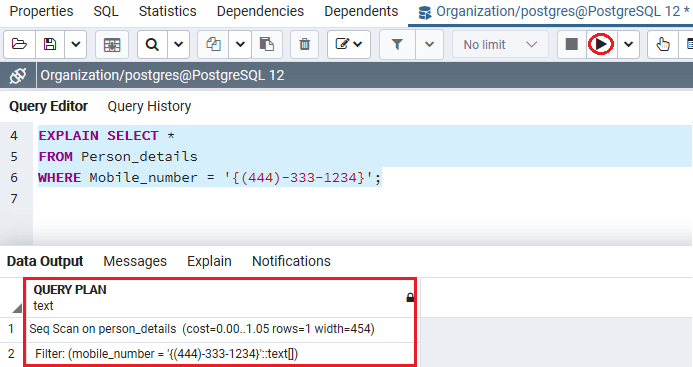 Properties SQL Statistics Dependencies Dependents Organization/postgres@PostgreSQL 12 *
No limit
Organization/postgres@PostgreSQL 12
Query Editor Query History
4 EXPLAIN SELECT *
5 FROM Person_details
6 WHERE Mobile_number = '{(444)-333-1234}';
7
Data Output Messages Explain Notifications
QUERY PLAN
text
1 Seq Scan on person_details (cost=0.00..1.05 rows=1 width=454)
2 Filter: (mobile_number = '{(444)-333-1234}'::text[])